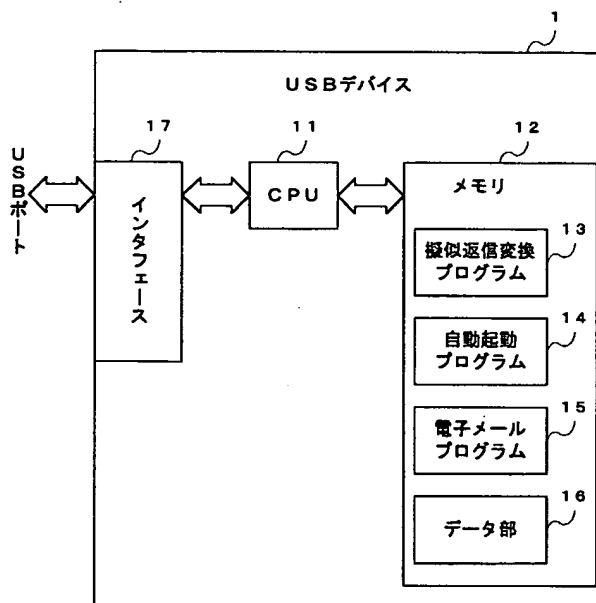 1
USBデバイス
17
11
12
USBポート
インタフェース
CPU
メモリ
擬似返信変換
プログラム
13
自動起動
プログラム
14
電子メール
プログラム
15
データ部
16